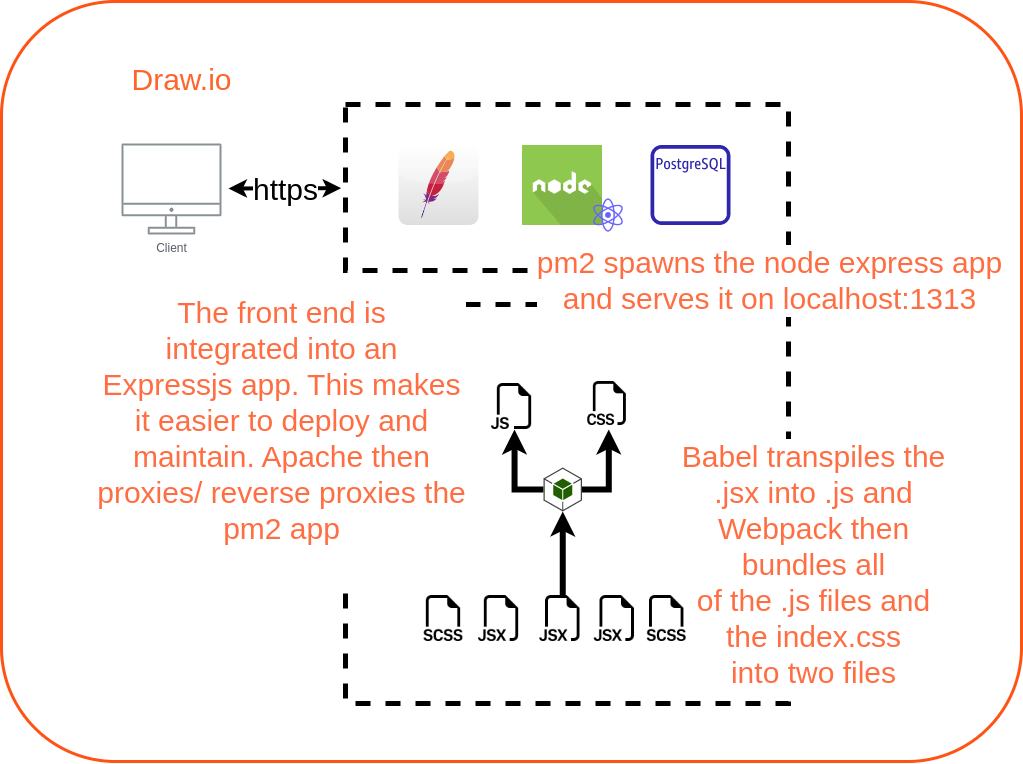 Draw.io
https
Client
node
PostgreSQL
pm2 spawns the node express app
and serves it on localhost:1313
The front end is
integrated into an
Expressjs app. This makes
it easier to deploy and
maintain. Apache then
proxies/ reverse proxies the
pm2 app
JS
CSS
Babel transpiles the
.jsx into .js and
Webpack then
bundles all
of the .js files and
the index.css
into two files
SCSS
JSX
JSX
JSX
SCSS